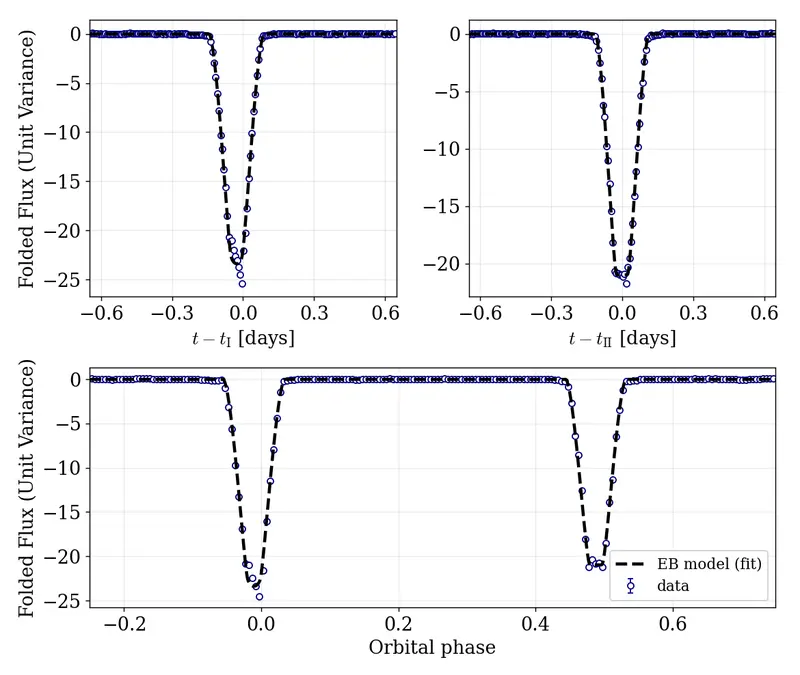 Folded Flux (Unit Variance)
0
−5
−10
−15
−20
−25
−0.6 −0.3 0.0 0.3 0.6
t − tI [days]
0
−5
−10
−15
−20
−0.6 −0.3 0.0 0.3 0.6
t − tII [days]
Folded Flux (Unit Variance)
0
−5
−10
−15
−20
−25
−0.2 0.0 0.2 0.4 0.6
Orbital phase
EB model (fit)
data